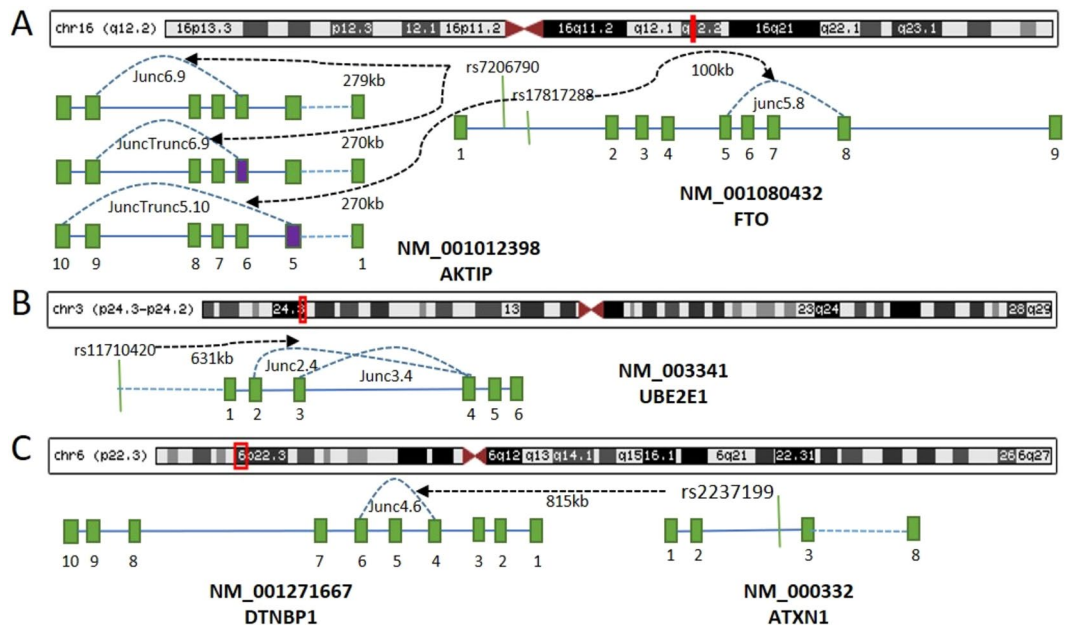 A
chr16 (q12.2) 16p13.3 p12.3 12.1 16p11.2 16q11.2 q12.1 q12.2 16q21 q22.1 q23.1
Junc6.9 279kb rs7206790 100kb
rs17817288 junc5.8
JuncTrunc6.9 270kb
1 2 3 4 5 6 7 8 9
JuncTrunc5.10 270kb
NM_001080432
FTO
10 9 8 7 6 5 1
NM_001012398
AKTIP
B
chr3 (p24.3-p24.2) 24.3 13 23 q24 28 q29
rs11710420 631kb Junc2.4 Junc3.4
1 2 3 4 5 6
NM_003341
UBE2E1
C
chr6 (p22.3) 6p22.3 6q12 q13 q14.1 q15 16.1 6q21 22.31 26 6q27
Junc4.6 815kb rs2237199
10 9 8 7 6 5 4 3 2 1
1 2 3 8
NM_001271667
DTNBP1
NM_000332
ATXN1